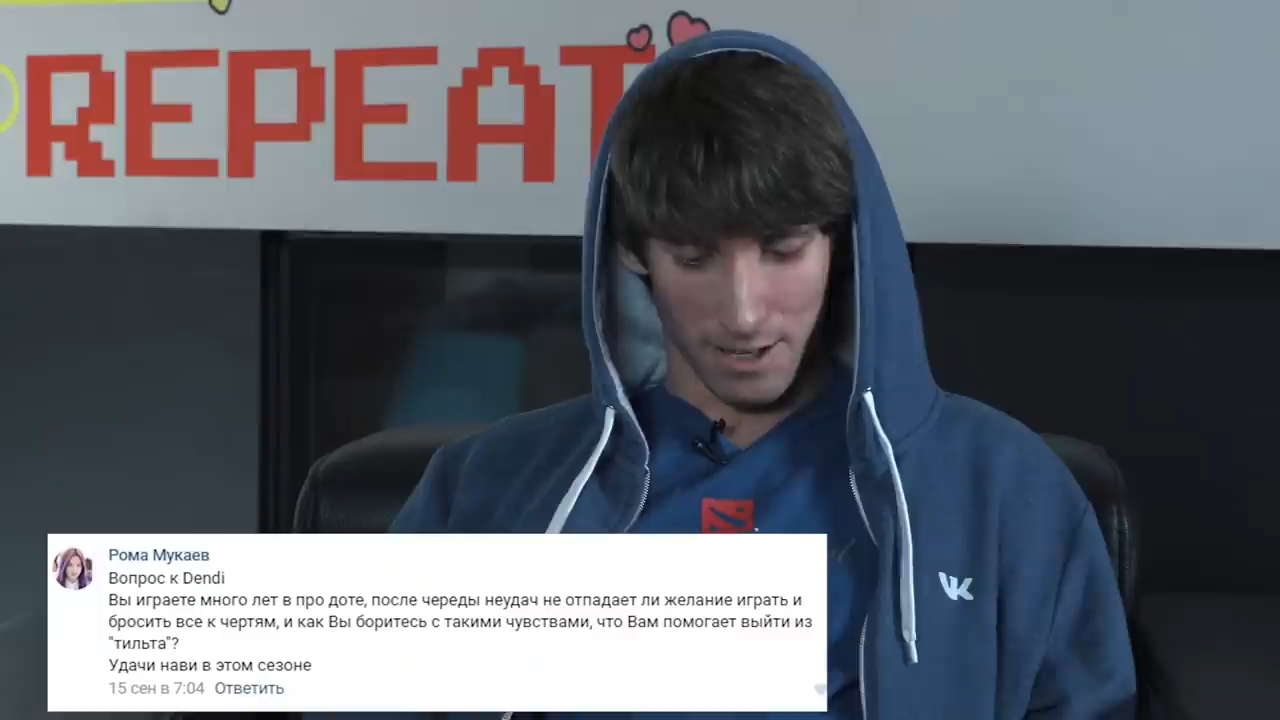 REPEAT
Рома Мукаев
Вопрос к Dendi
Вы играете много лет в про доте, после череды неудач не отпадает ли желание играть и
бросить все к чертям, и как Вы боритесь с такими чувствами, что Вам помогает выйти из
"тильта"?
Удачи нави в этом сезоне
15 сен в 7:04 Ответить